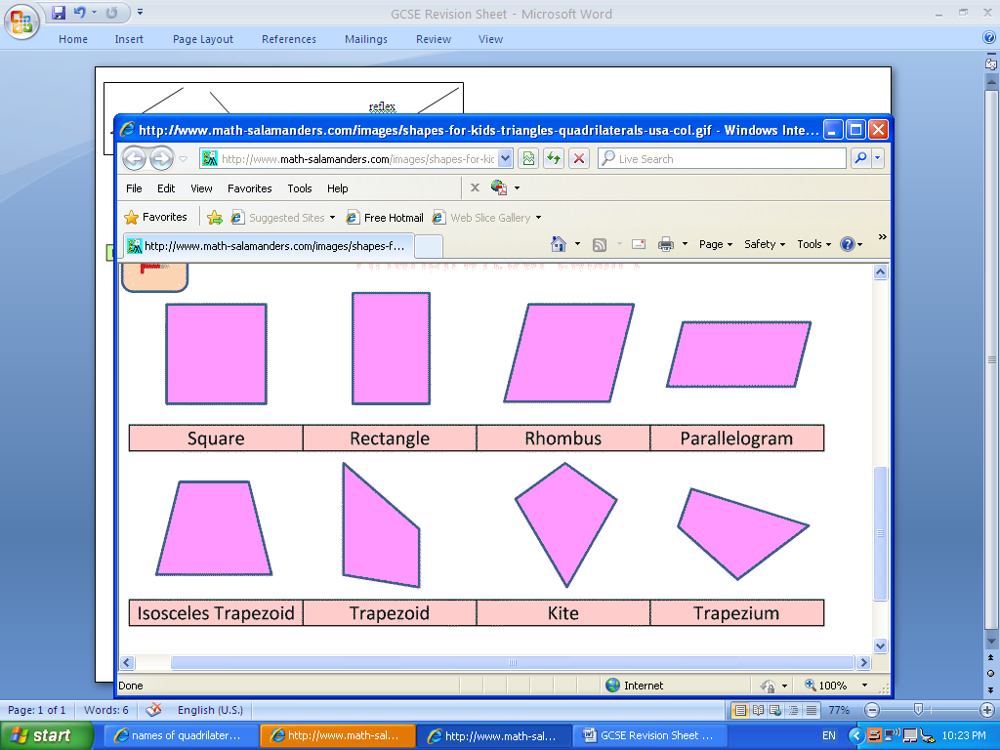 GCSE Revision Sheet - Microsoft Word
Home Insert Page Layout References Mailings Review View
reflex
http://www.math-salamanders.com/images/shapes-for-kids-triangles-quadrilaterals-usa-col.gif - Windows Inte...
http://www.math-salamanders.com/images/shapes-for-kid Live Search
File Edit View Favorites Tools Help
Favorites Suggested Sites Free Hotmail Web Slice Gallery
http://www.math-salamanders.com/images/shapes-f... Page Safety Tools
Square Rectangle Rhombus Parallelogram
Isosceles Trapezoid Trapezoid Kite Trapezium
Done Internet 100%
Page: 1 of 1 Words: 6 English (U.S.) 77%
start names of quadrilater... http://www.math-sal... http://www.math-sal... GCSE Revision Sheet ... EN 10:23 PM